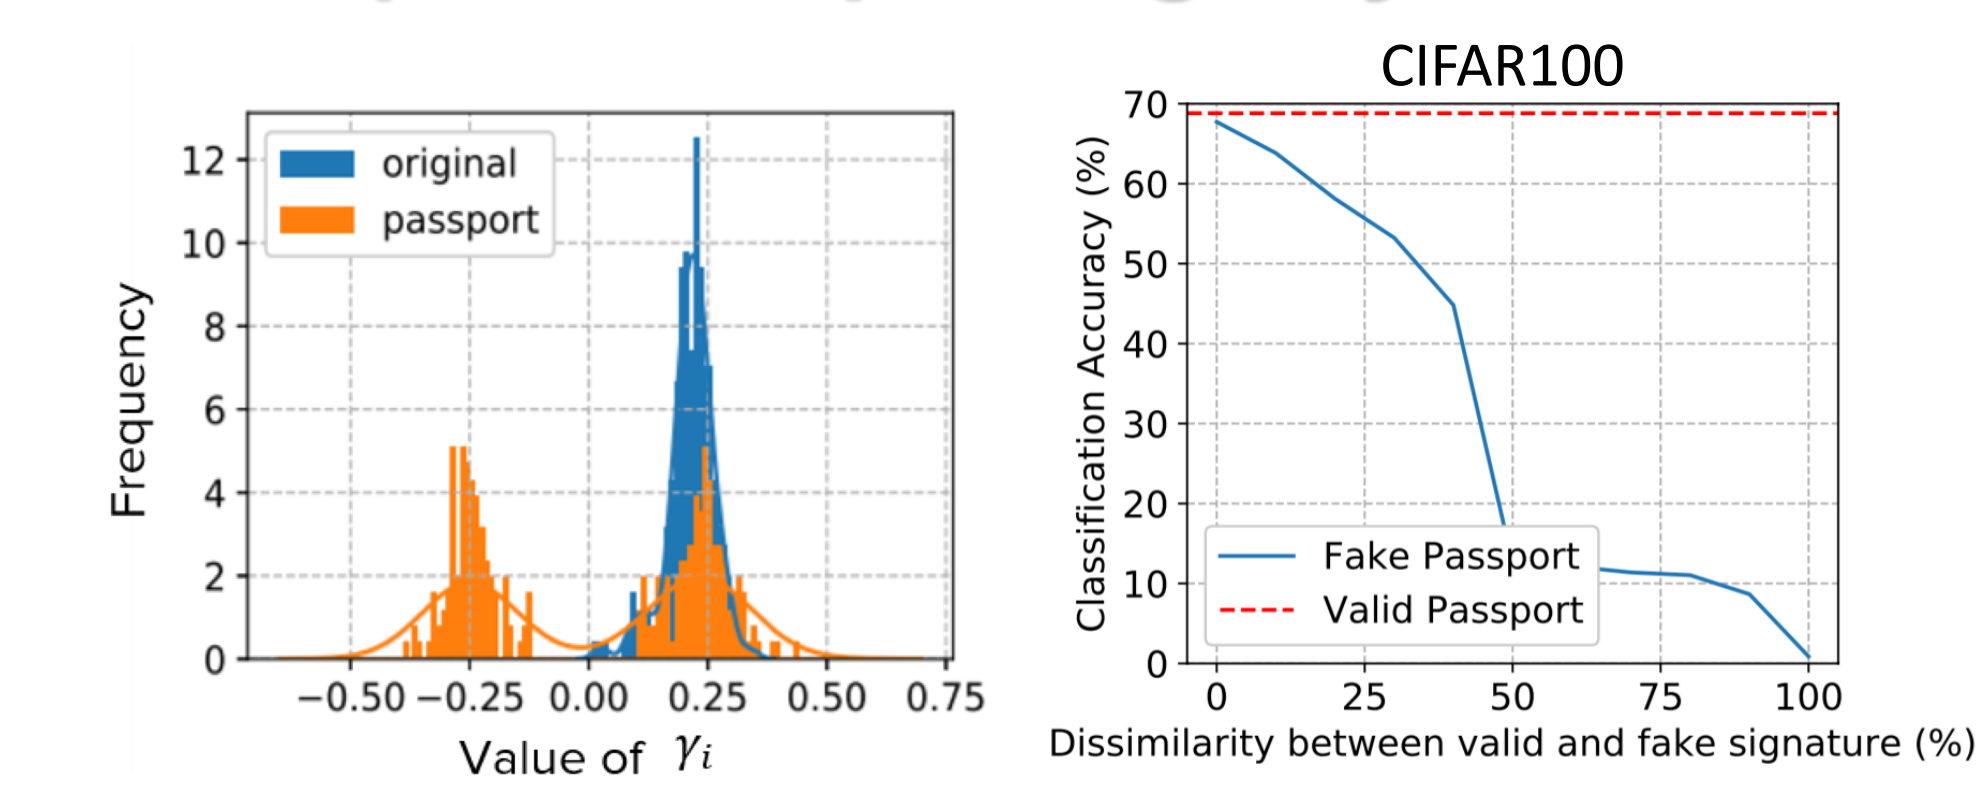 original
passport
12
10
8
6
4
2
0
Frequency
−0.50 −0.25 0.00 0.25 0.50 0.75
Value of γi
CIFAR100
70
60
50
40
30
20
10
0
Classification Accuracy (%)
Fake Passport
Valid Passport
0 25 50 75 100
Dissimilarity between valid and fake signature (%)